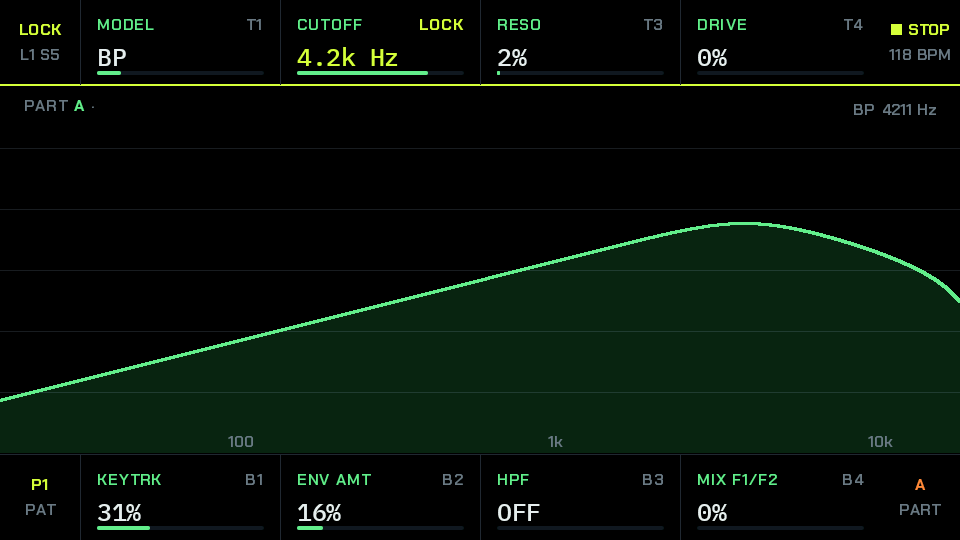 LOCK
L1 S5
MODEL T1
BP
CUTOFF LOCK
4.2k Hz
RESO T3
2%
DRIVE T4
0%
STOP
118 BPM
PART A ·
BP 4211 Hz
100 1k 10k
P1
PAT
KEYTRK B1
31%
ENV AMT B2
16%
HPF B3
OFF
MIX F1/F2 B4
0%
A
PART